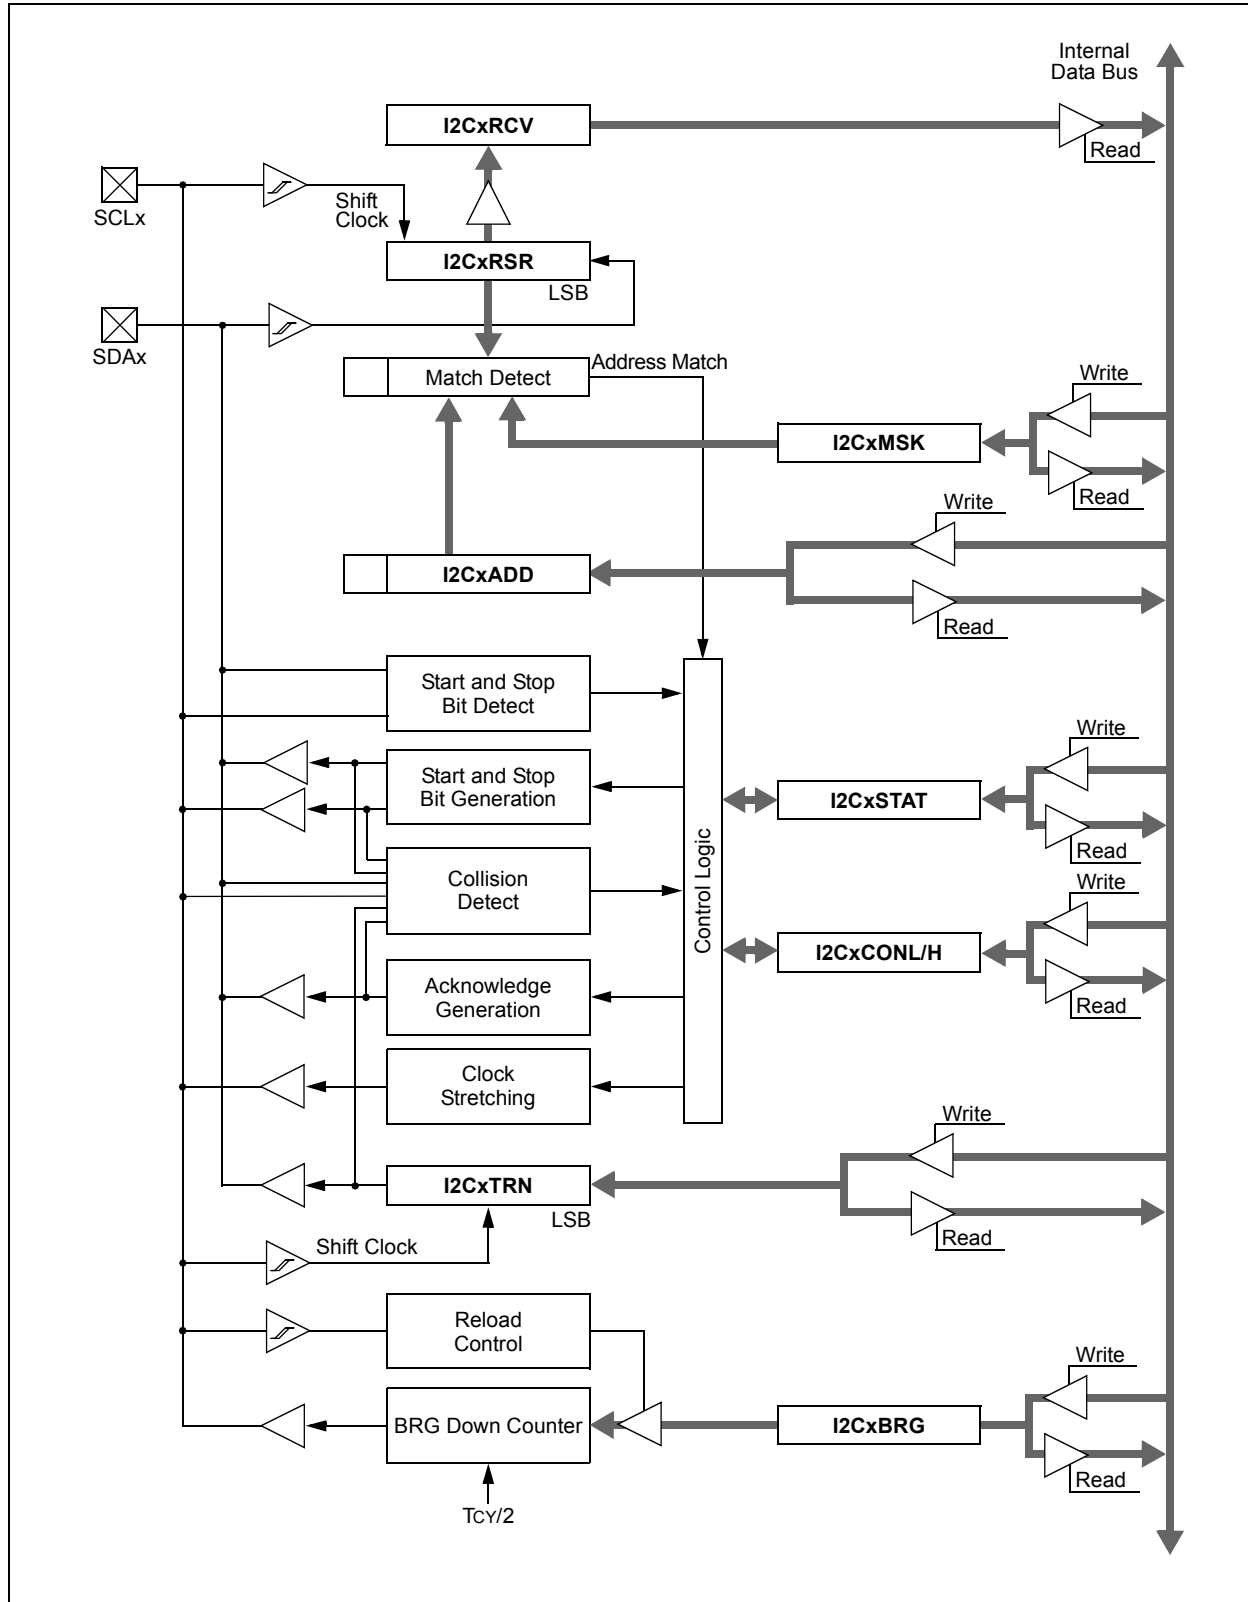 Internal
Data Bus
I2CxRCV
Read
SCLx
Shift
Clock
I2CxRSR
LSB
SDAx
Match Detect
Address Match
Write
I2CxMSK
Read
Write
I2CxADD
Read
Start and Stop
Bit Detect
Write
Start and Stop
Bit Generation
I2CxSTAT
Read
Control Logic
Collision
Detect
Write
I2CxCONL/H
Read
Acknowledge
Generation
Clock
Stretching
Write
I2CxTRN
LSB
Read
Shift Clock
Reload
Control
Write
BRG Down Counter
I2CxBRG
Read
TCY/2